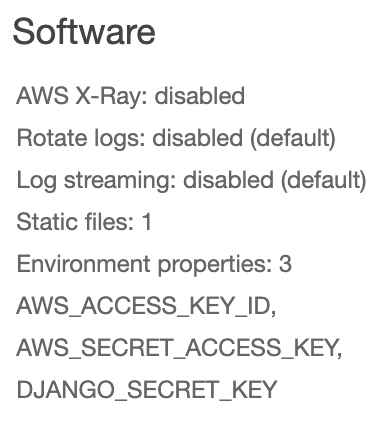 Software
AWS X-Ray: disabled
Rotate logs: disabled (default)
Log streaming: disabled (default)
Static files: 1
Environment properties: 3
AWS_ACCESS_KEY_ID,
AWS_SECRET_ACCESS_KEY,
DJANGO_SECRET_KEY